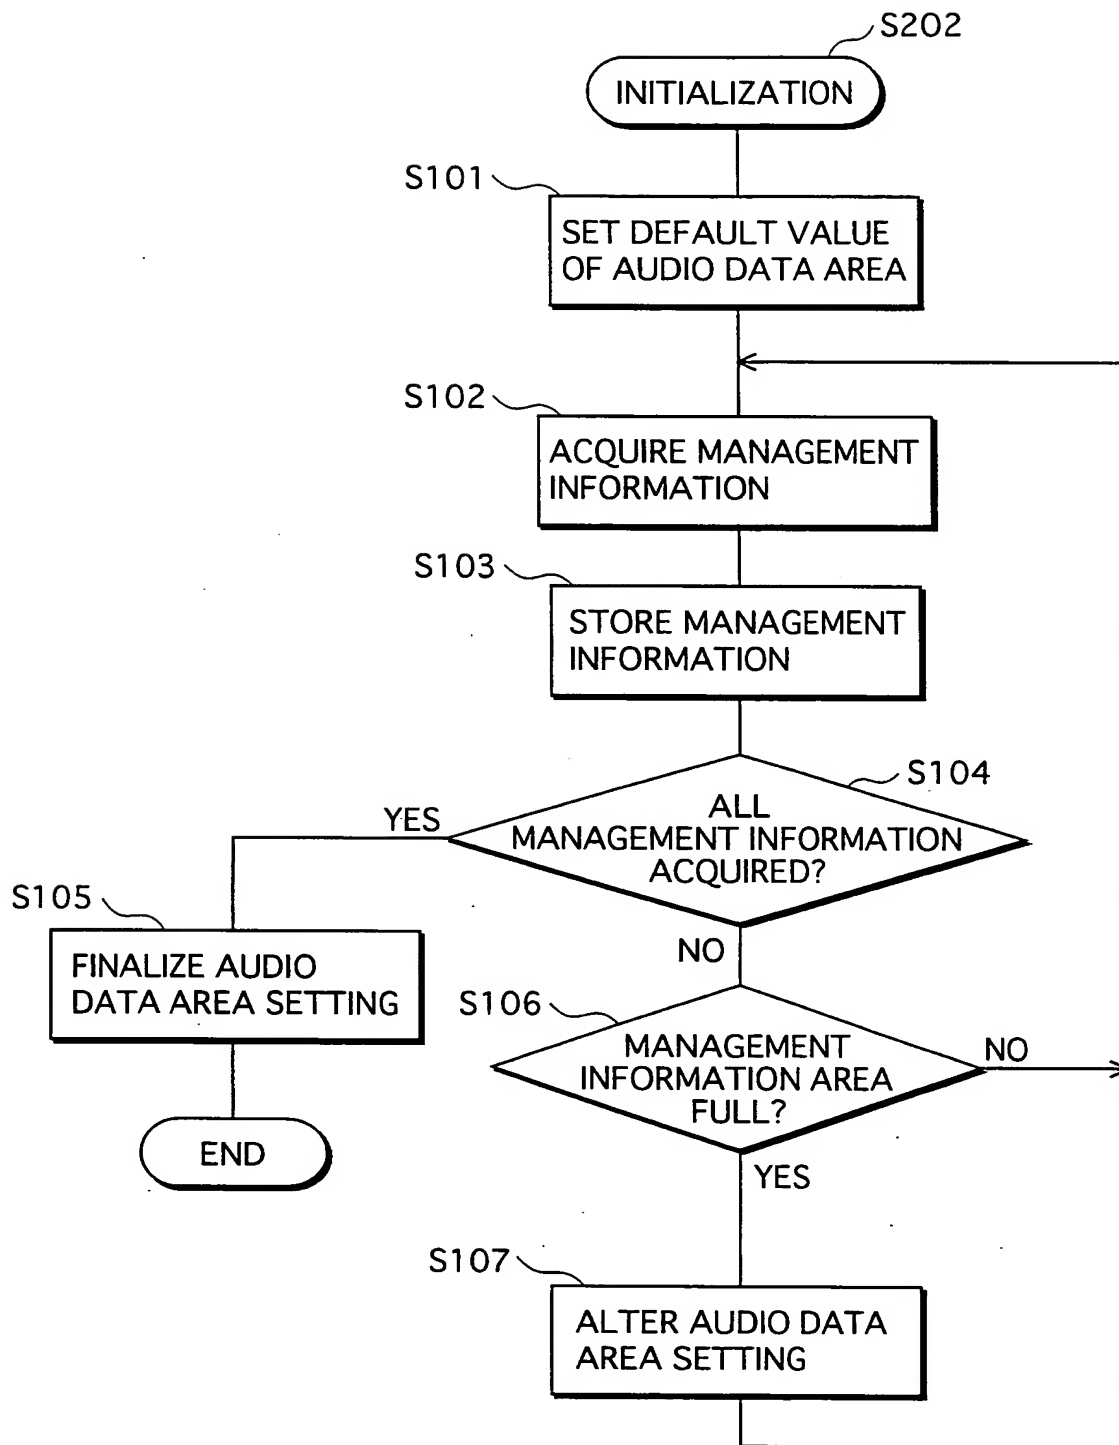 S202
INITIALIZATION
S101
SET DEFAULT VALUE
OF AUDIO DATA AREA
S102
ACQUIRE MANAGEMENT
INFORMATION
S103
STORE MANAGEMENT
INFORMATION
S104
ALL
MANAGEMENT INFORMATION
ACQUIRED?
YES
S105
FINALIZE AUDIO
DATA AREA SETTING
END
NO
S106
MANAGEMENT
INFORMATION AREA
FULL?
NO
YES
S107
ALTER AUDIO DATA
AREA SETTING